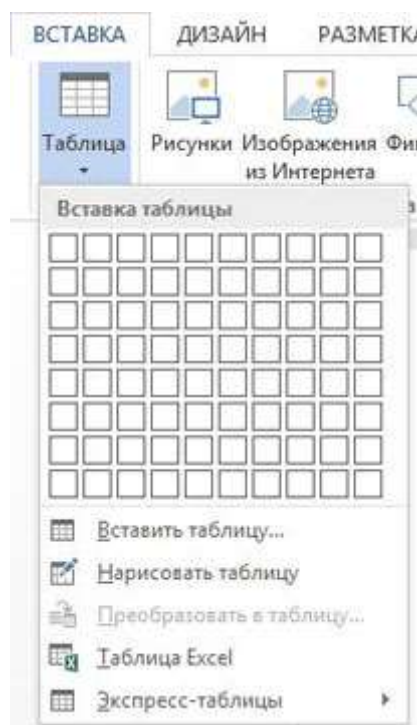 ВСТАВКА ДИЗАЙН РАЗМЕТКА
Таблица Рисунки Изображения
из Интернета
Вставка таблицы
Вставить таблицу...
Нарисовать таблицу
Преобразовать в таблицу...
Таблица Excel
Экспресс-таблицы